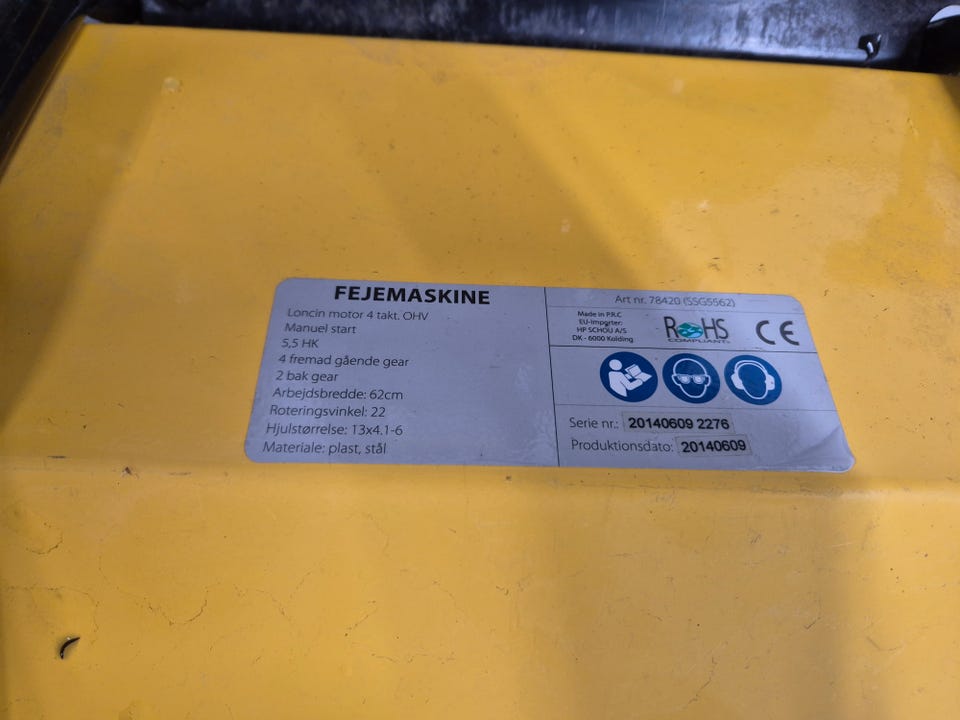 FEJEMASKINE
Loncin motor 4 takt. OHV
Manuel start
5,5 HK
4 fremad gående gear
2 bak gear
Arbejdsbredde: 62cm
Roteringsvinkel: 22
Hjulstørrelse: 13x4.1-6
Materiale: plast, stål
Art nr. 78420 (SSG5562)
Made in P.R.C
EU-Importer:
HP SCHOU A/S
DK - 6000 Kolding
RoHS
COMPLIANT
CE
Serie nr.: 20140609 2276
Produktionsdato: 20140609